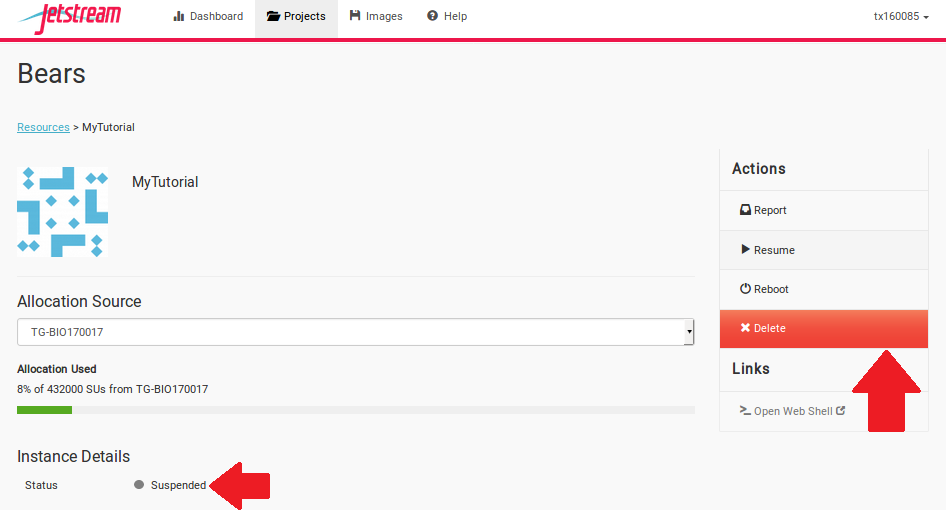 Jetstream Dashboard Projects Images Help tx160085
Bears
Resources > MyTutorial
MyTutorial
Allocation Source
TG-BIO170017
Allocation Used
8% of 432000 SUs from TG-BIO170017
Instance Details
Status Suspended
Actions
Report
Resume
Reboot
Delete
Links
Open Web Shell